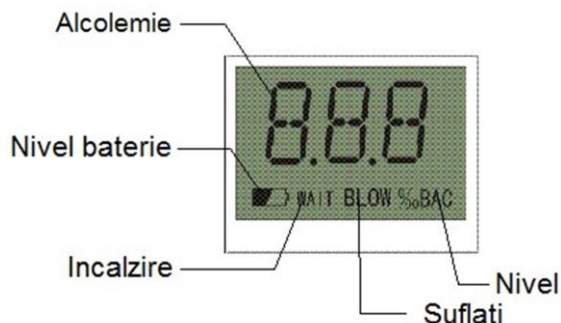 Alcolemie
8.8.8
Nivel baterie
WAIT BLOW ‰BAC
Incalzire
Nivel
Suflati